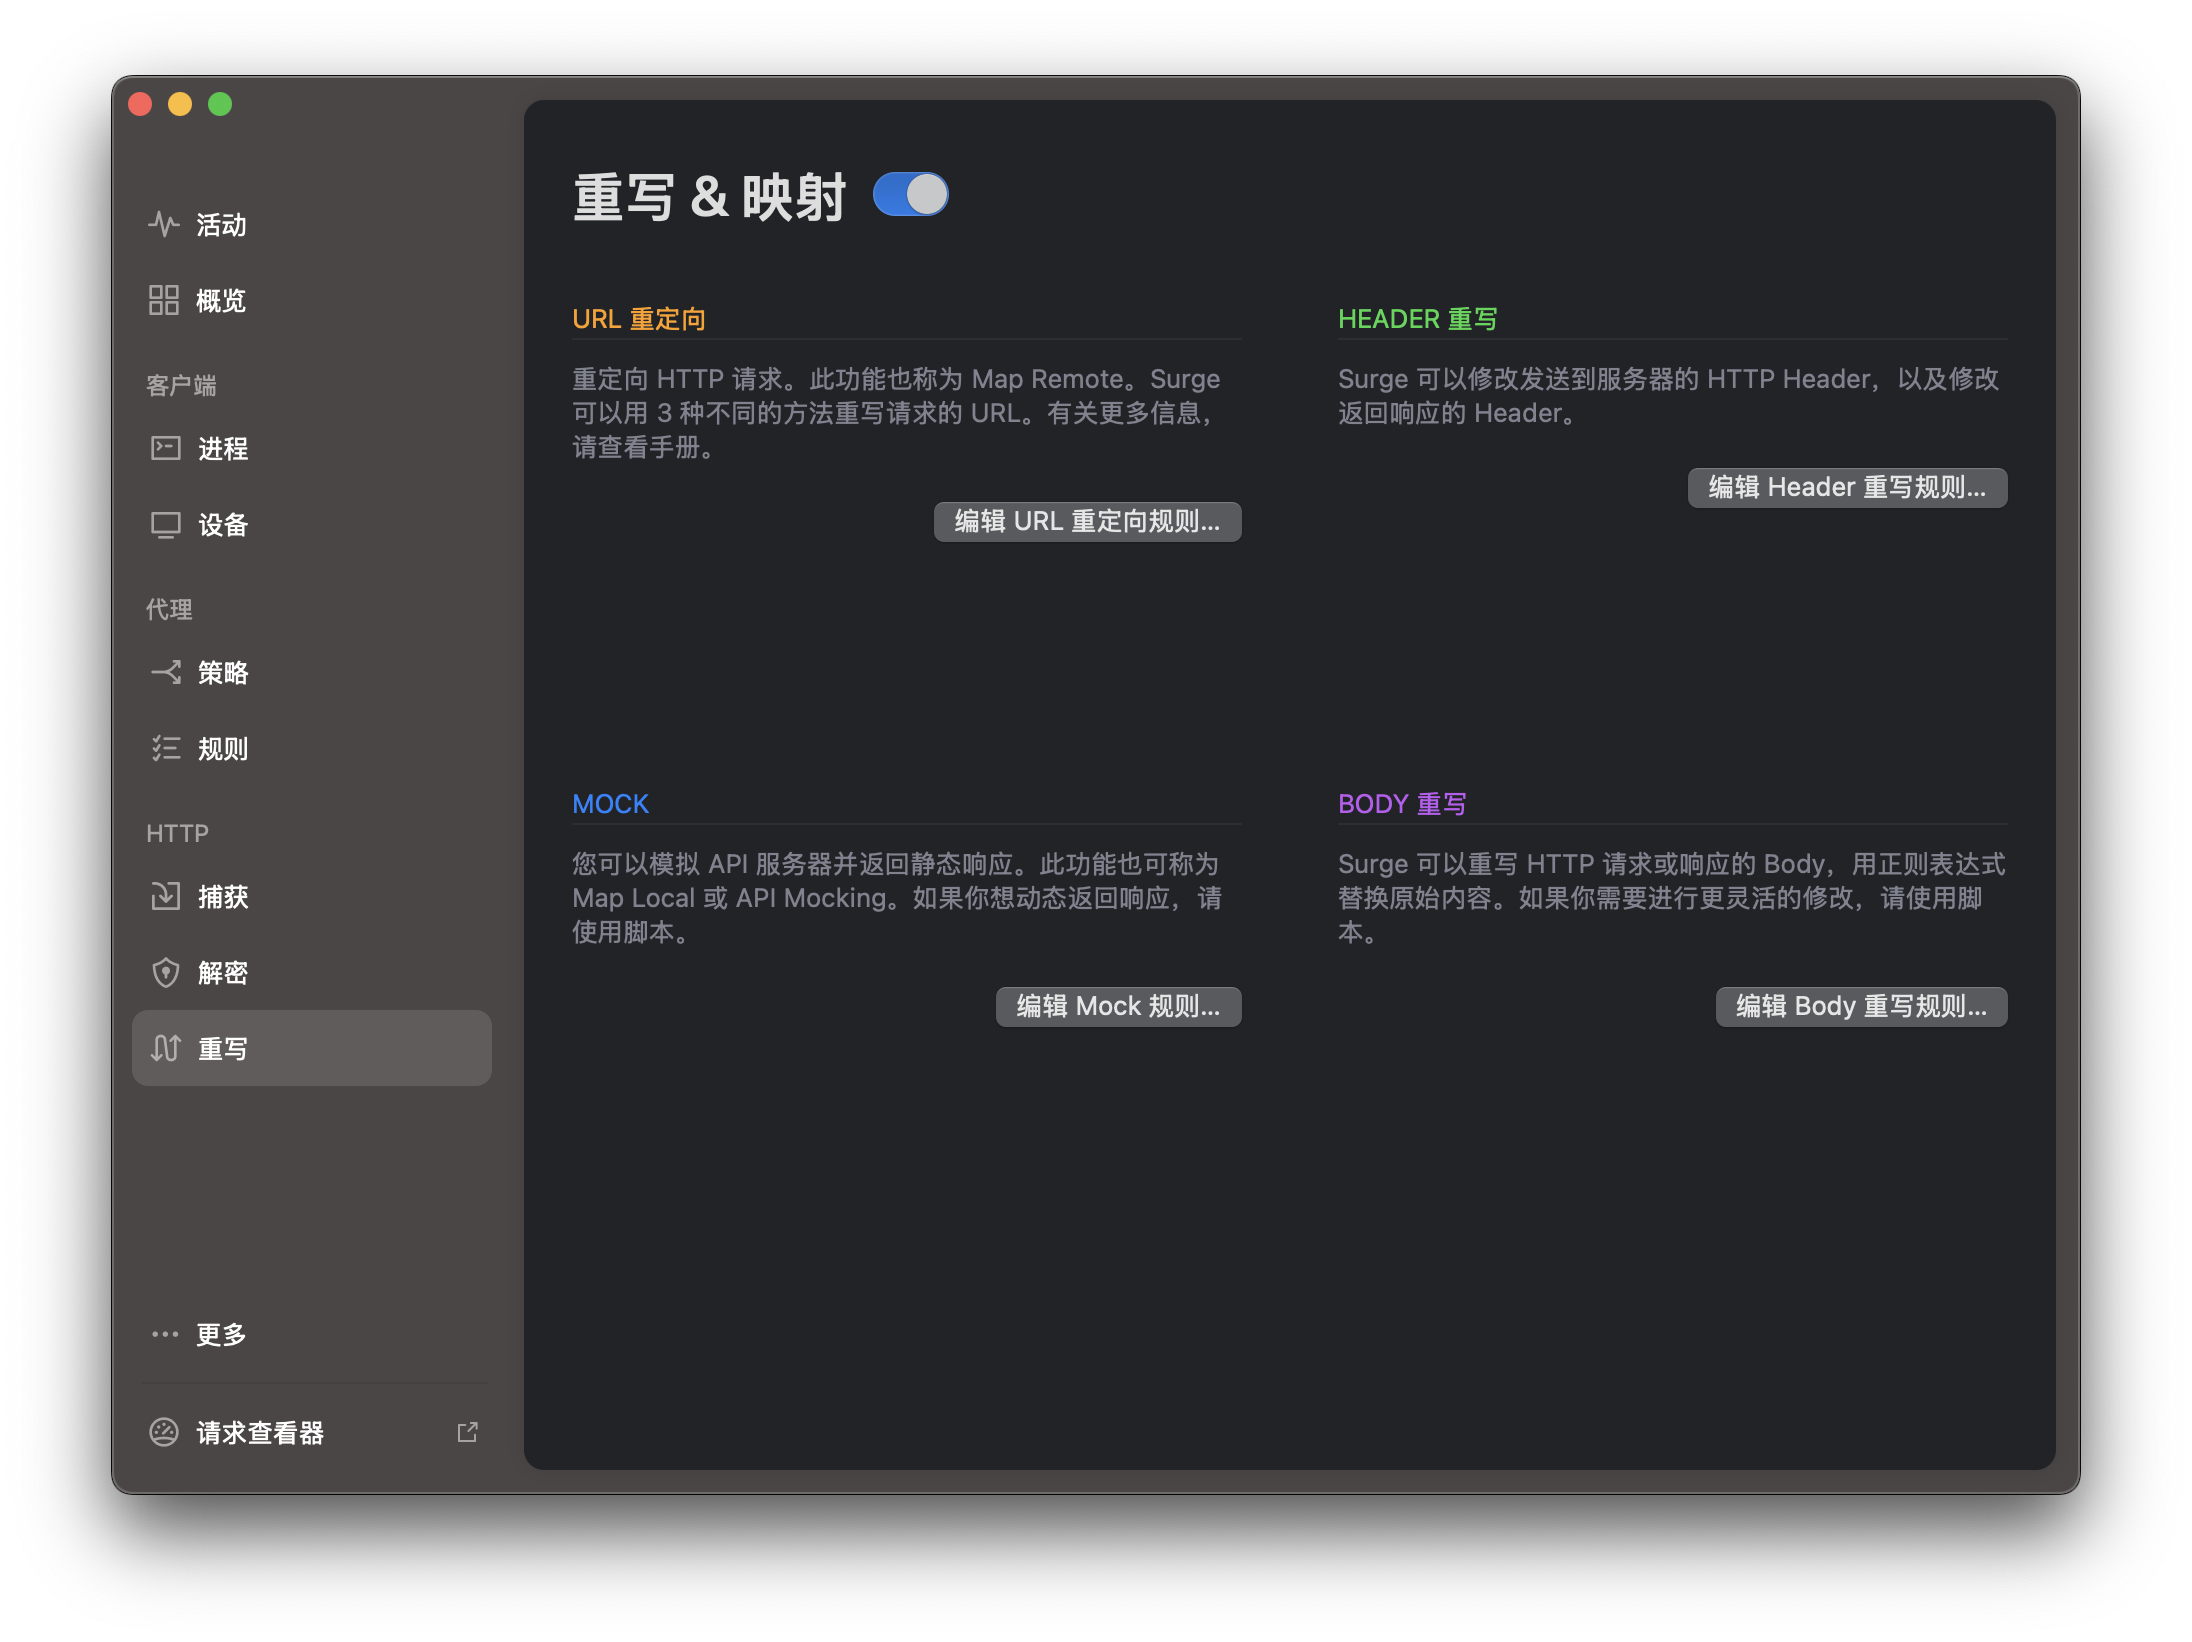 活动
概览
客户端
进程
设备
代理
策略
规则
HTTP
捕获
解密
重写
更多
请求查看器
重写 & 映射
URL 重定向
重定向 HTTP 请求。此功能也称为 Map Remote。Surge
可以用 3 种不同的方法重写请求的 URL。有关更多信息，
请查看手册。
编辑 URL 重定向规则...
HEADER 重写
Surge 可以修改发送到服务器的 HTTP Header，以及修改
返回响应的 Header。
编辑 Header 重写规则...
MOCK
您可以模拟 API 服务器并返回静态响应。此功能也可称为
Map Local 或 API Mocking。如果你想动态返回响应，请
使用脚本。
编辑 Mock 规则...
BODY 重写
Surge 可以重写 HTTP 请求或响应的 Body，用正则表达式
替换原始内容。如果你需要进行更灵活的修改，请使用脚
本。
编辑 Body 重写规则...